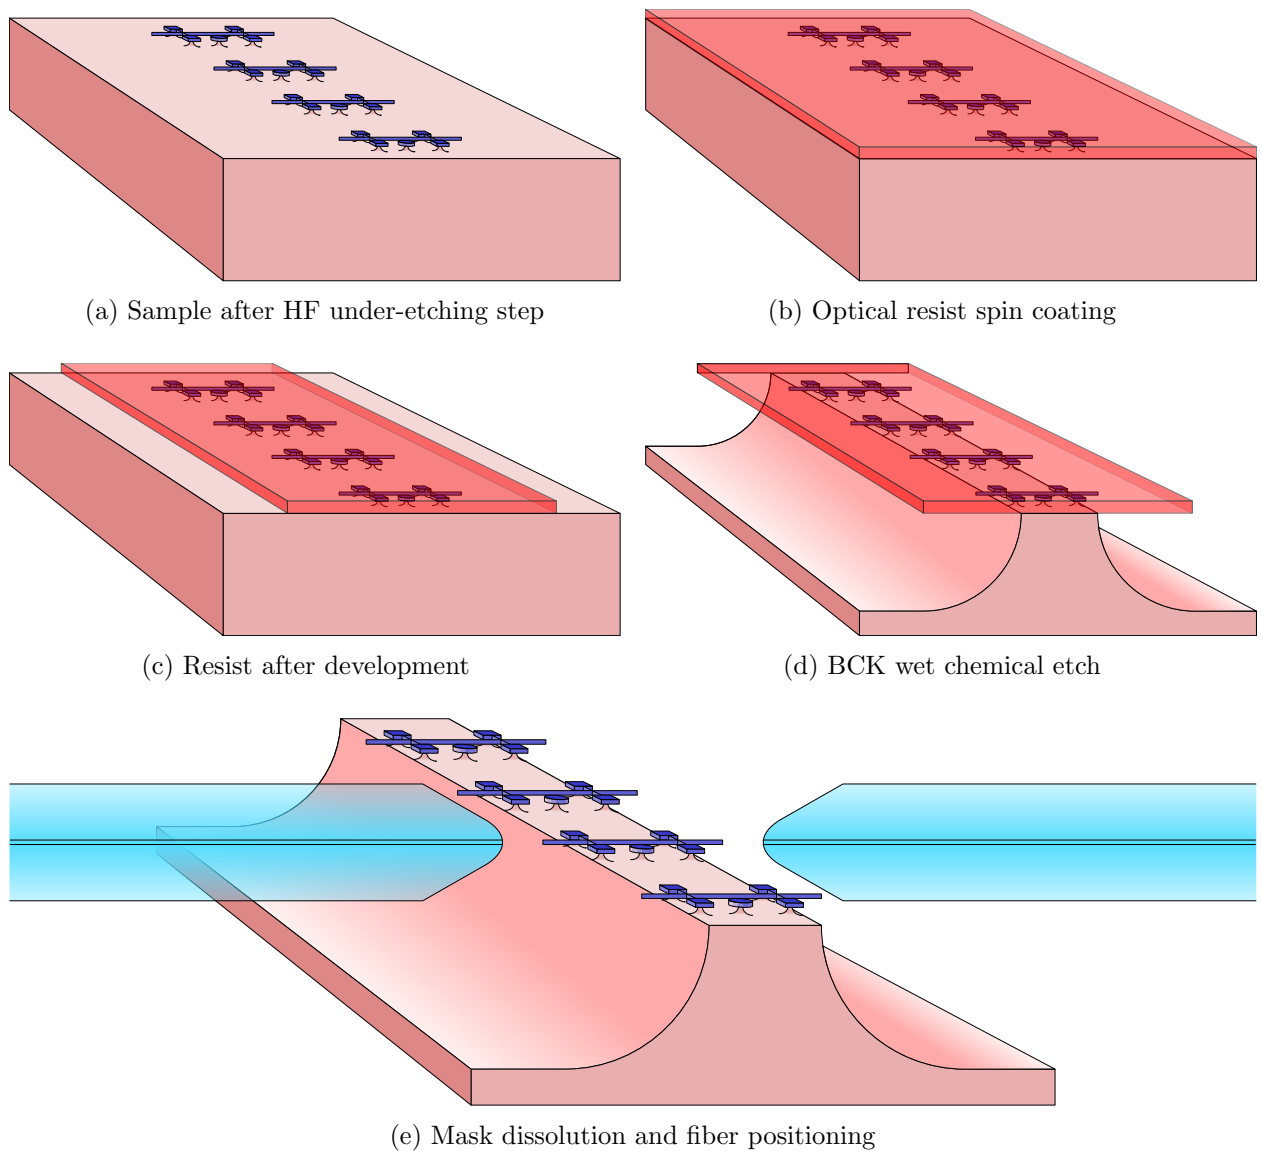 (a) Sample after HF under-etching step
(b) Optical resist spin coating
(c) Resist after development
(d) BCK wet chemical etch
(e) Mask dissolution and fiber positioning